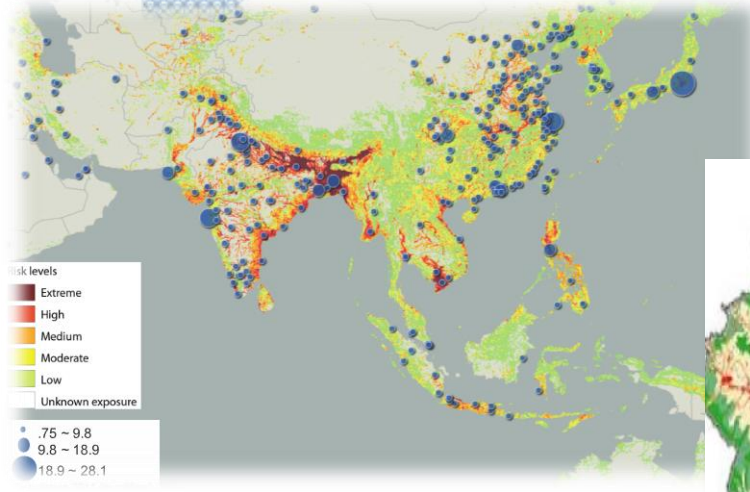 risk levels
Extreme
High
Medium
Moderate
Low
Unknown exposure
.75 ~ 9.8
9.8 ~ 18.9
18.9 ~ 28.1